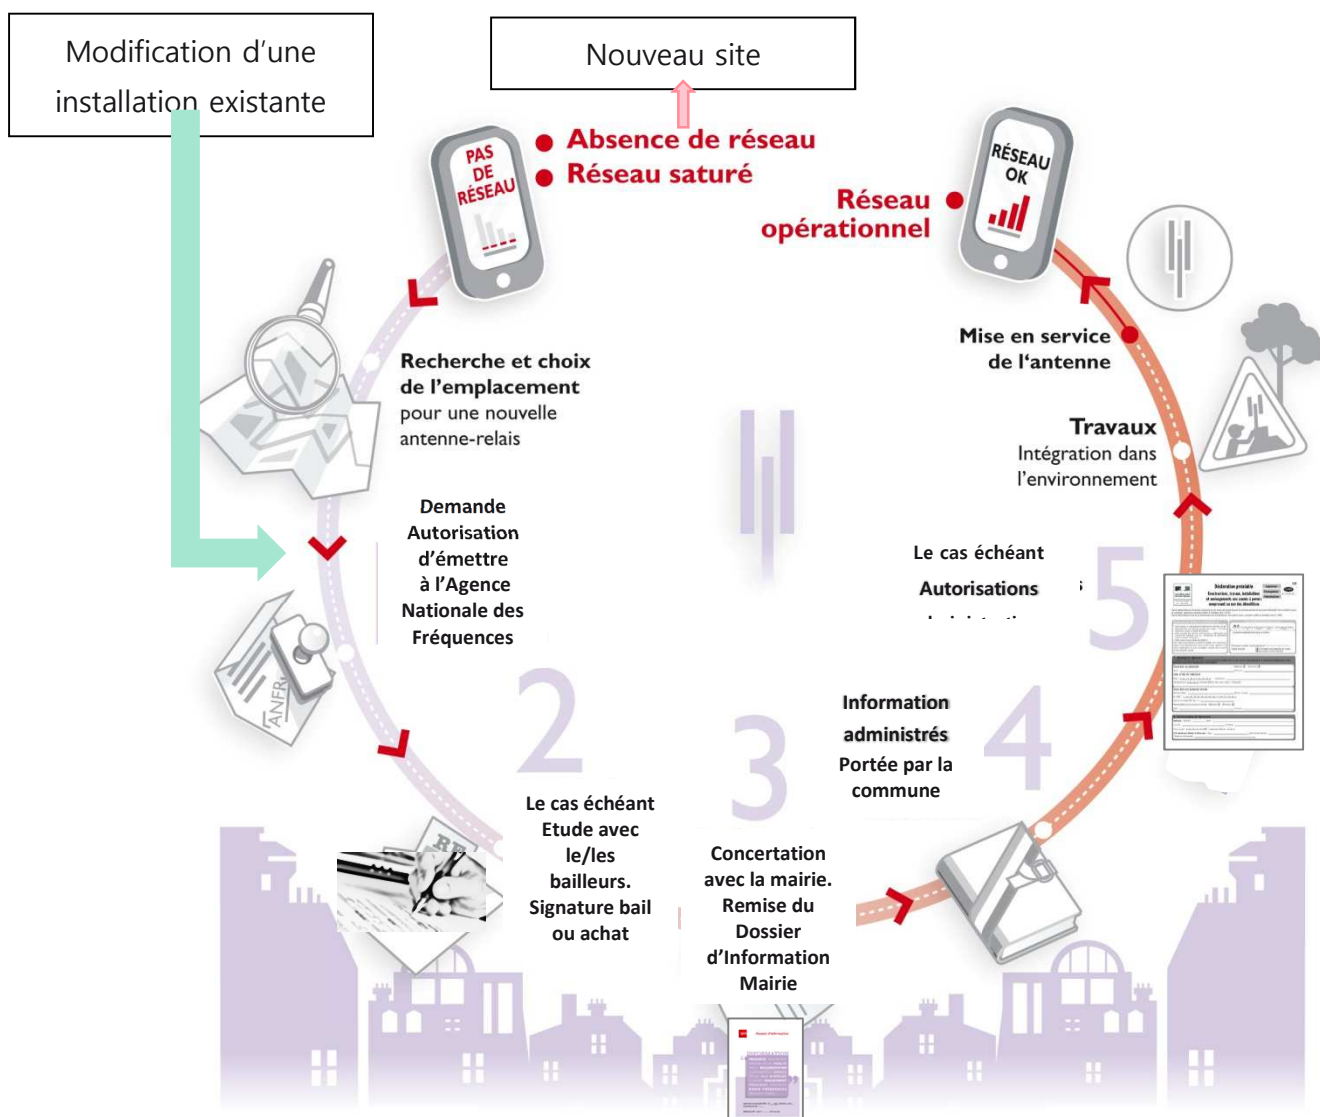 Modification d'une
installation existante
Nouveau site
PAS
DE
RÉSEAU
Absence de réseau
Réseau saturé
RÉSEAU
OK
Réseau
opérationnel
Recherche et choix
de l'emplacement
pour une nouvelle
antenne-relais
Mise en service
de l'antenne
Travaux
Intégration dans
l'environnement
Demande
Autorisation
d'émettre
à l'Agence
Nationale des
Fréquences
ANFR
Le cas échéant
Autorisations
5
2
Le cas échéant
Etude avec
le/les
bailleurs.
Signature bail
ou achat
3
Concertation
avec la mairie.
Remise du
Dossier
d'Information
Mairie
4
Information
administrés
Portée par la
commune
Déclaration préalable